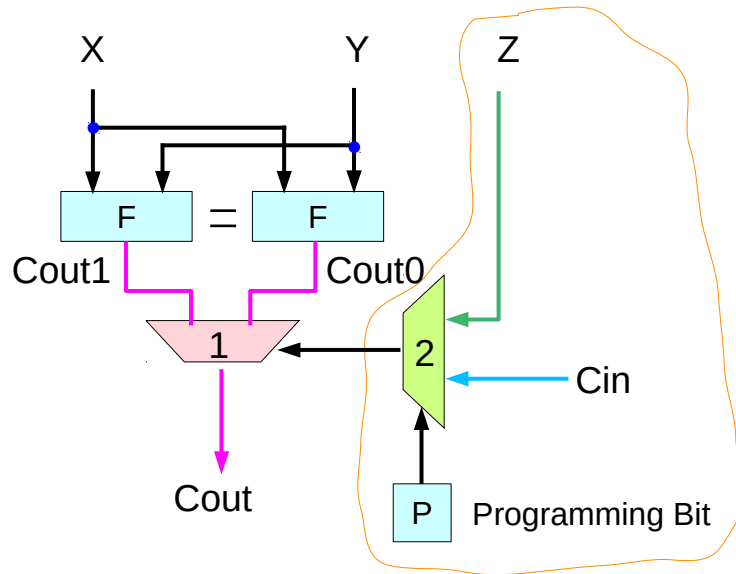 X
Y
Z
F
=
F
Cout1
Cout0
1
2
Cin
Cout
P
Programming Bit